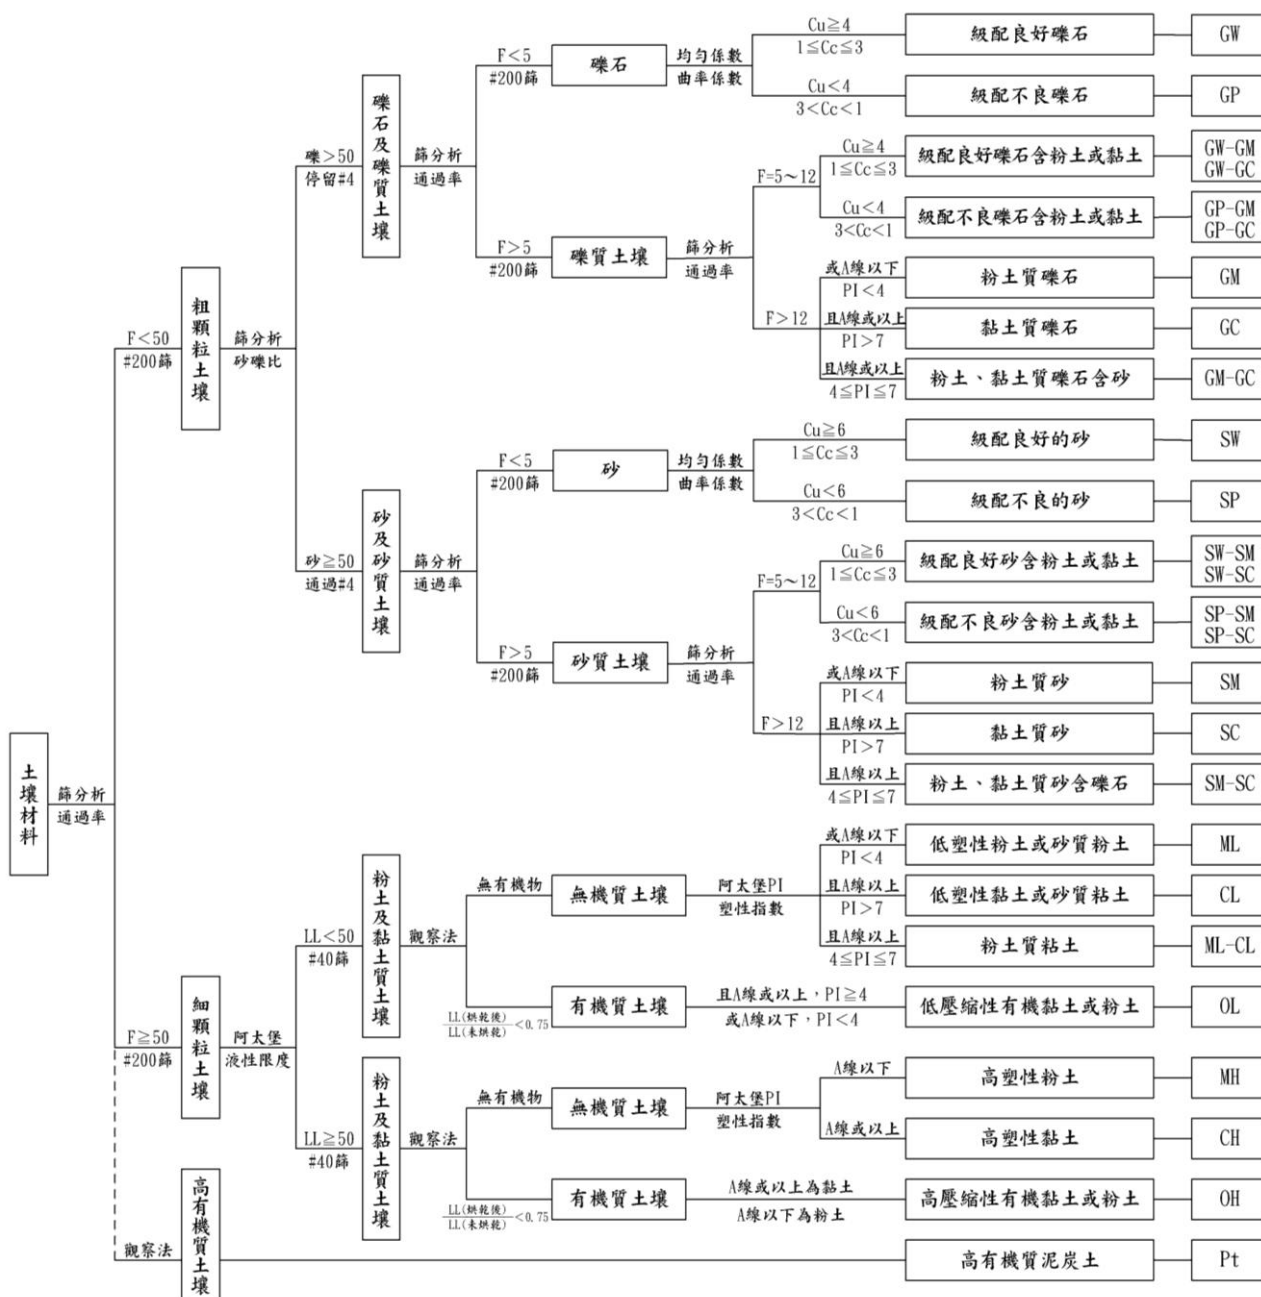 土壤材料
篩分析
通過率
F<50
#200篩
粗顆粒土壤
篩分析
砂礫比
礫>50
停留#4
礫石及礫質土壤
篩分析
通過率
F<5
#200篩
礫石
均勻係數
曲率係數
Cu≧4
1≦Cc≦3
級配良好礫石
GW
Cu<4
3<Cc<1
級配不良礫石
GP
F>5
#200篩
礫質土壤
篩分析
通過率
F=5~12
Cu≧4
1≦Cc≦3
級配良好礫石含粉土或黏土
GW-GM
GW-GC
Cu<4
3<Cc<1
級配不良礫石含粉土或黏土
GP-GM
GP-GC
F>12
或A線以下
PI<4
粉土質礫石
GM
且A線或以上
PI>7
黏土質礫石
GC
且A線或以上
4≦PI≦7
粉土、黏土質礫石含砂
GM-GC
砂≧50
通過#4
砂及砂質土壤
篩分析
通過率
F<5
#200篩
砂
均勻係數
曲率係數
Cu≧6
1≦Cc≦3
級配良好的砂
SW
Cu<6
3<Cc<1
級配不良的砂
SP
F>5
#200篩
砂質土壤
篩分析
通過率
F=5~12
Cu≧6
1≦Cc≦3
級配良好砂含粉土或黏土
SW-SM
SW-SC
Cu<6
3<Cc<1
級配不良砂含粉土或黏土
SP-SM
SP-SC
F>12
或A線以下
PI<4
粉土質砂
SM
且A線以上
PI>7
黏土質砂
SC
且A線以上
4≦PI≦7
粉土、黏土質砂含礫石
SM-SC
F≧50
#200篩
細顆粒土壤
阿太堡
液性限度
LL<50
#40篩
粉土及黏土質土壤
觀察法
無有機物
無機質土壤
阿太堡PI
塑性指數
或A線以下
PI<4
低塑性粉土或砂質粉土
ML
且A線以上
PI>7
低塑性黏土或砂質粘土
CL
且A線以上
4≦PI≦7
粉土質粘土
ML-CL
LL(烘乾後)
LL(未烘乾)
<0.75
有機質土壤
且A線或以上，PI≧4
或A線以下，PI<4
低壓縮性有機黏土或粉土
OL
LL≧50
#40篩
粉土及黏土質土壤
觀察法
無有機物
無機質土壤
阿太堡PI
塑性指數
A線以下
高塑性粉土
MH
A線或以上
高塑性黏土
CH
LL(烘乾後)
LL(未烘乾)
<0.75
有機質土壤
A線或以上為黏土
A線以下為粉土
高壓縮性有機黏土或粉土
OH
觀察法
高有機質土壤
高有機質泥炭土
Pt